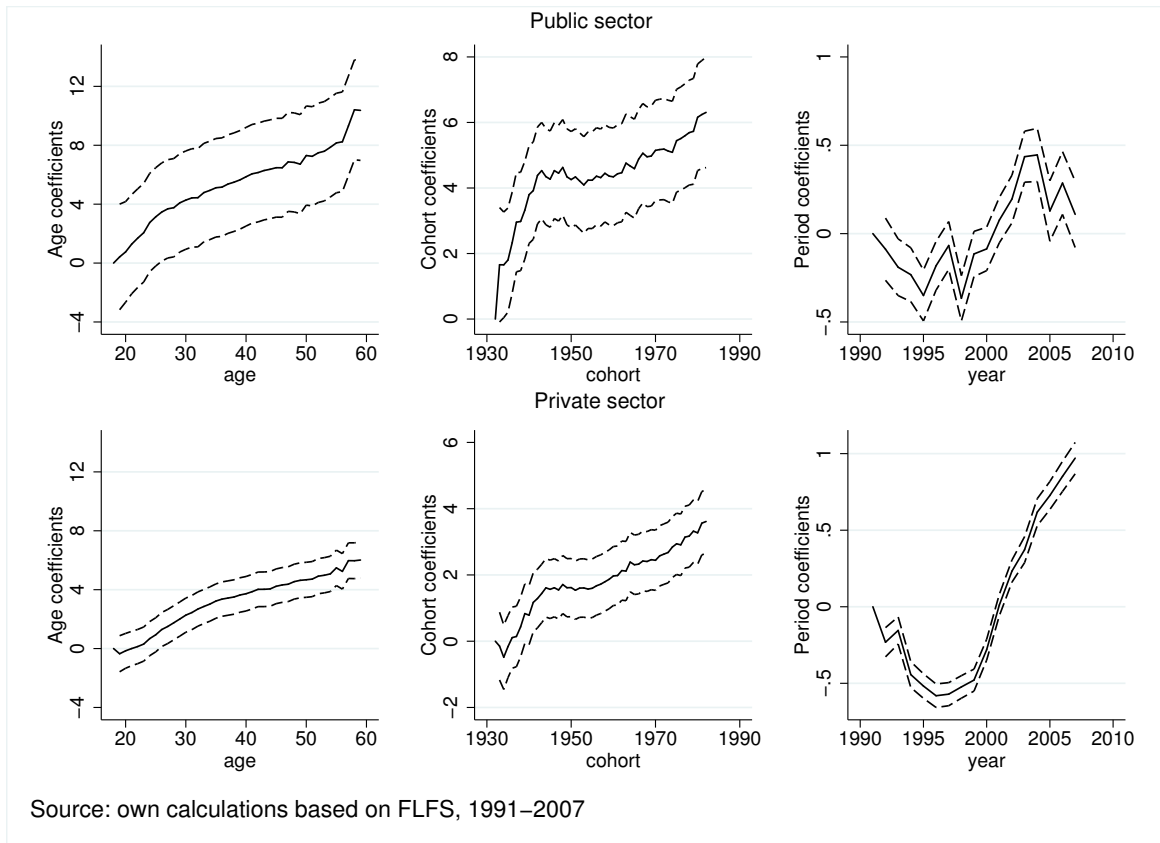 Public sector
Age coefficients
−4 0 4 8 12
20 30 40 50 60
age
Cohort coefficients
0 2 4 6 8
1930 1950 1970 1990
cohort
Period coefficients
−.5 0 .5 1
1990 1995 2000 2005 2010
year
Private sector
Age coefficients
−4 0 4 8 12
20 30 40 50 60
age
Cohort coefficients
−2 0 2 4 6
1930 1950 1970 1990
cohort
Period coefficients
−.5 0 .5 1
1990 1995 2000 2005 2010
year
Source: own calculations based on FLFS, 1991−2007